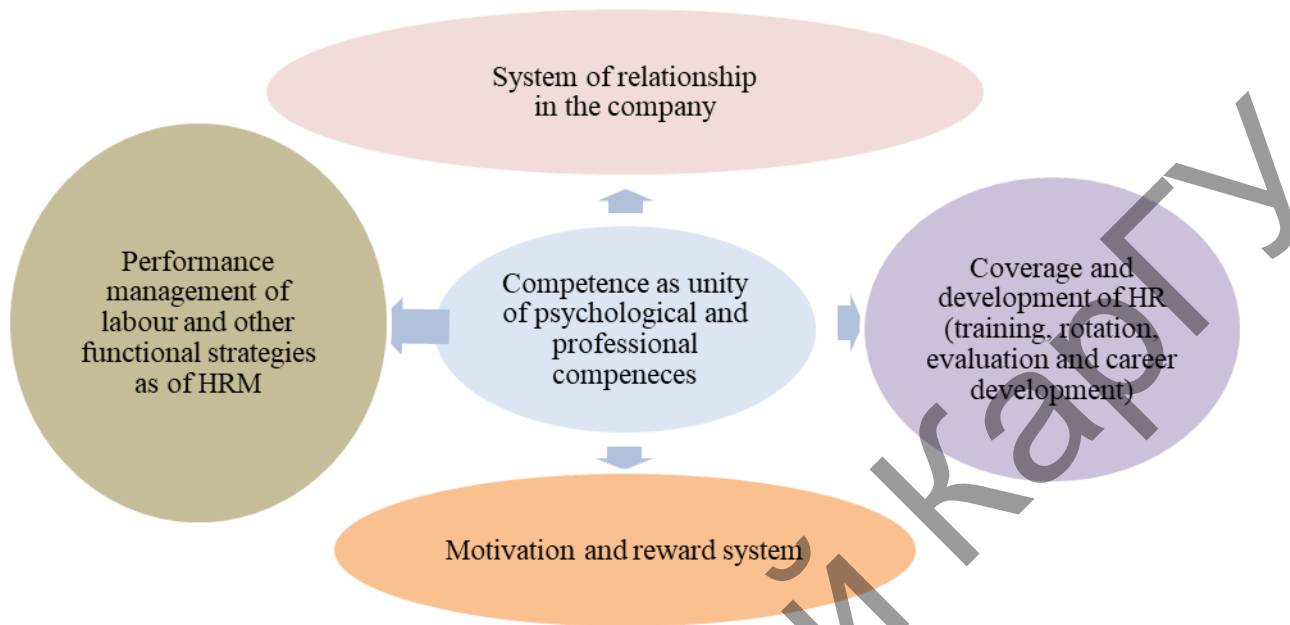 System of relationship
in the company
Performance
management of
labour and other
functional strategies
as of HRM
Competence as unity
of psychological and
professional
compeneces
Coverage and
development of HR
(training, rotation,
evaluation and career
development)
Motivation and reward system
й КарГУ